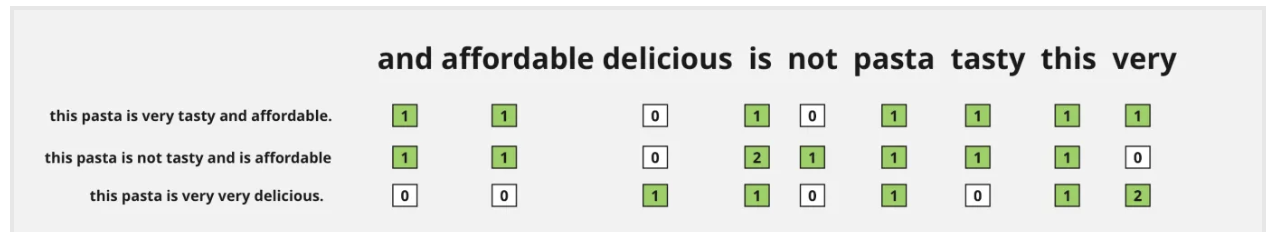 and affordable delicious is not pasta tasty this very
this pasta is very tasty and affordable. 1 1 0 1 0 1 1 1 1
this pasta is not tasty and is affordable 1 1 0 2 1 1 1 1 0
this pasta is very very delicious. 0 0 1 1 0 1 0 1 2